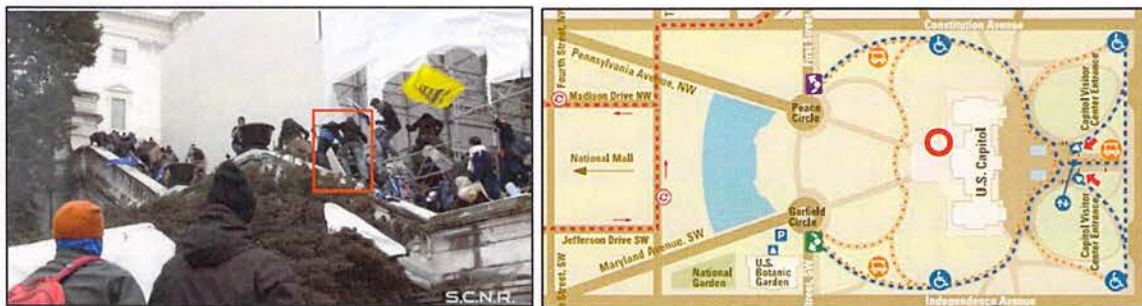 S.C.N.R.
Constitution Avenue
Fourth Street, NW
Pennsylvania Avenue, NW
Madison Drive NW
Peace
Circle
Capitol Visitor
Center Entrance
National Mall
U.S. Capitol
Garfield
Circle
Capitol Visitor
Center Entrance
Jefferson Drive SW
Maryland Avenue, SW
Street, SW
P
U.S.
Botanic
Garden
National
Garden
Independence Avenue